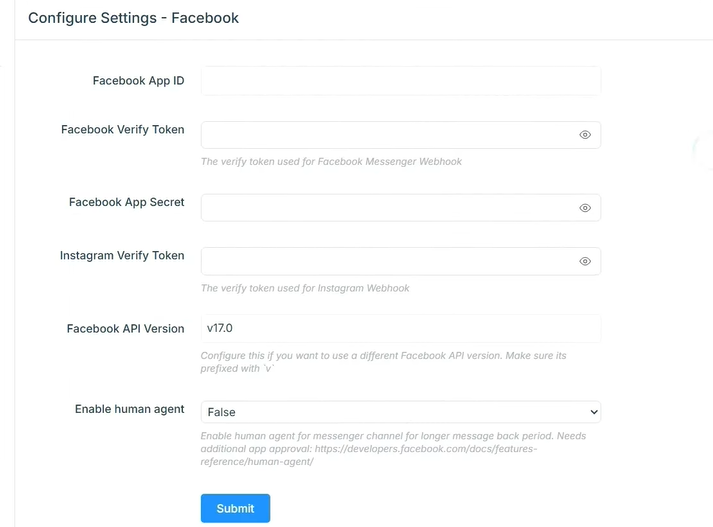 Configure Settings - Facebook
Facebook App ID
Facebook Verify Token
The verify token used for Facebook Messenger Webhook
Facebook App Secret
Instagram Verify Token
The verify token used for Instagram Webhook
Facebook API Version
v17.0
Configure this if you want to use a different Facebook API version. Make sure its
prefixed with `v`
Enable human agent
False
Enable human agent for messenger channel for longer message back period. Needs
additional app approval: https://developers.facebook.com/docs/features-
reference/human-agent/
Submit